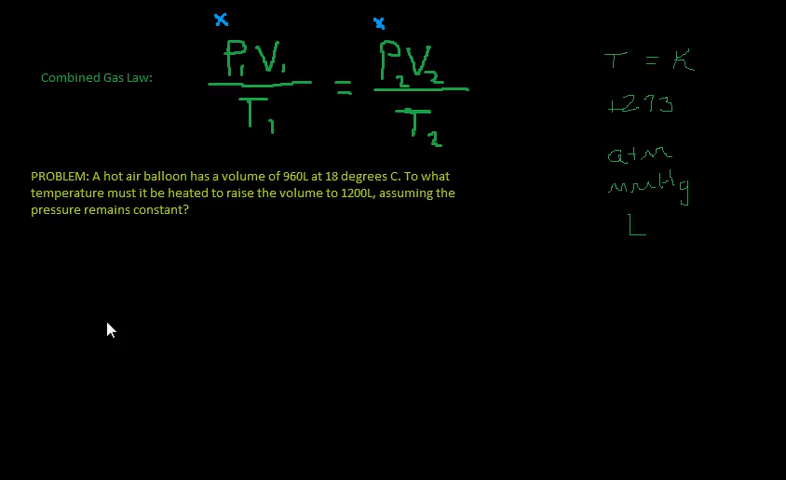 x x
Combined Gas Law: P1V1/T1 = P2V2/T2
T = K
+273
atm
mmHg
L
PROBLEM: A hot air balloon has a volume of 960L at 18 degrees C. To what
temperature must it be heated to raise the volume to 1200L, assuming the
pressure remains constant?